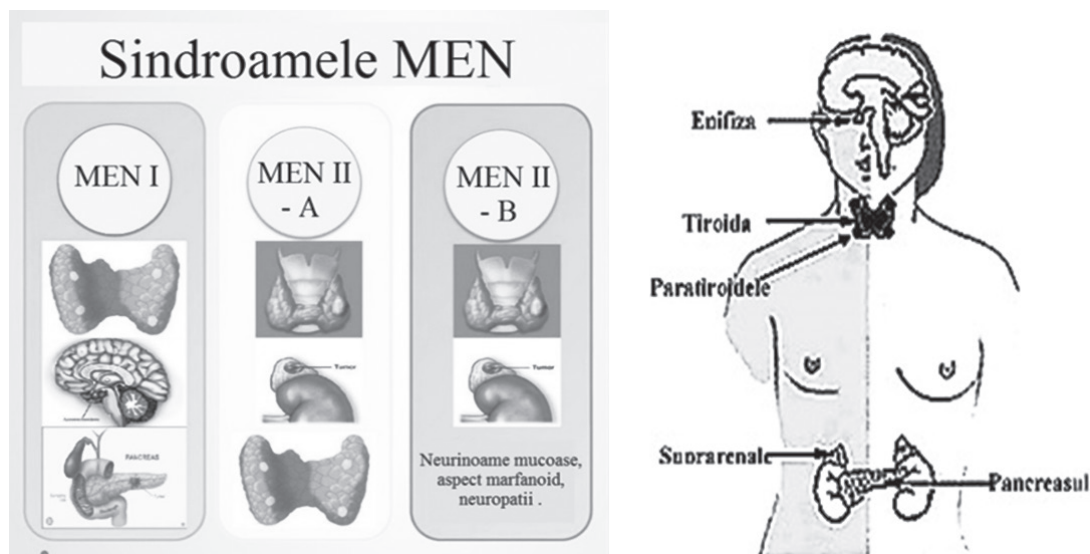 Sindroamele MEN
MEN I
PANCREAS
MEN II
- A
Tumor
MEN II
- B
Tumor
Neurinoame mucoase,
aspect marfanoid,
neuropatii .
Epifiza
Tiroida
Paratiroidele
Suprarenale
Pancreasul